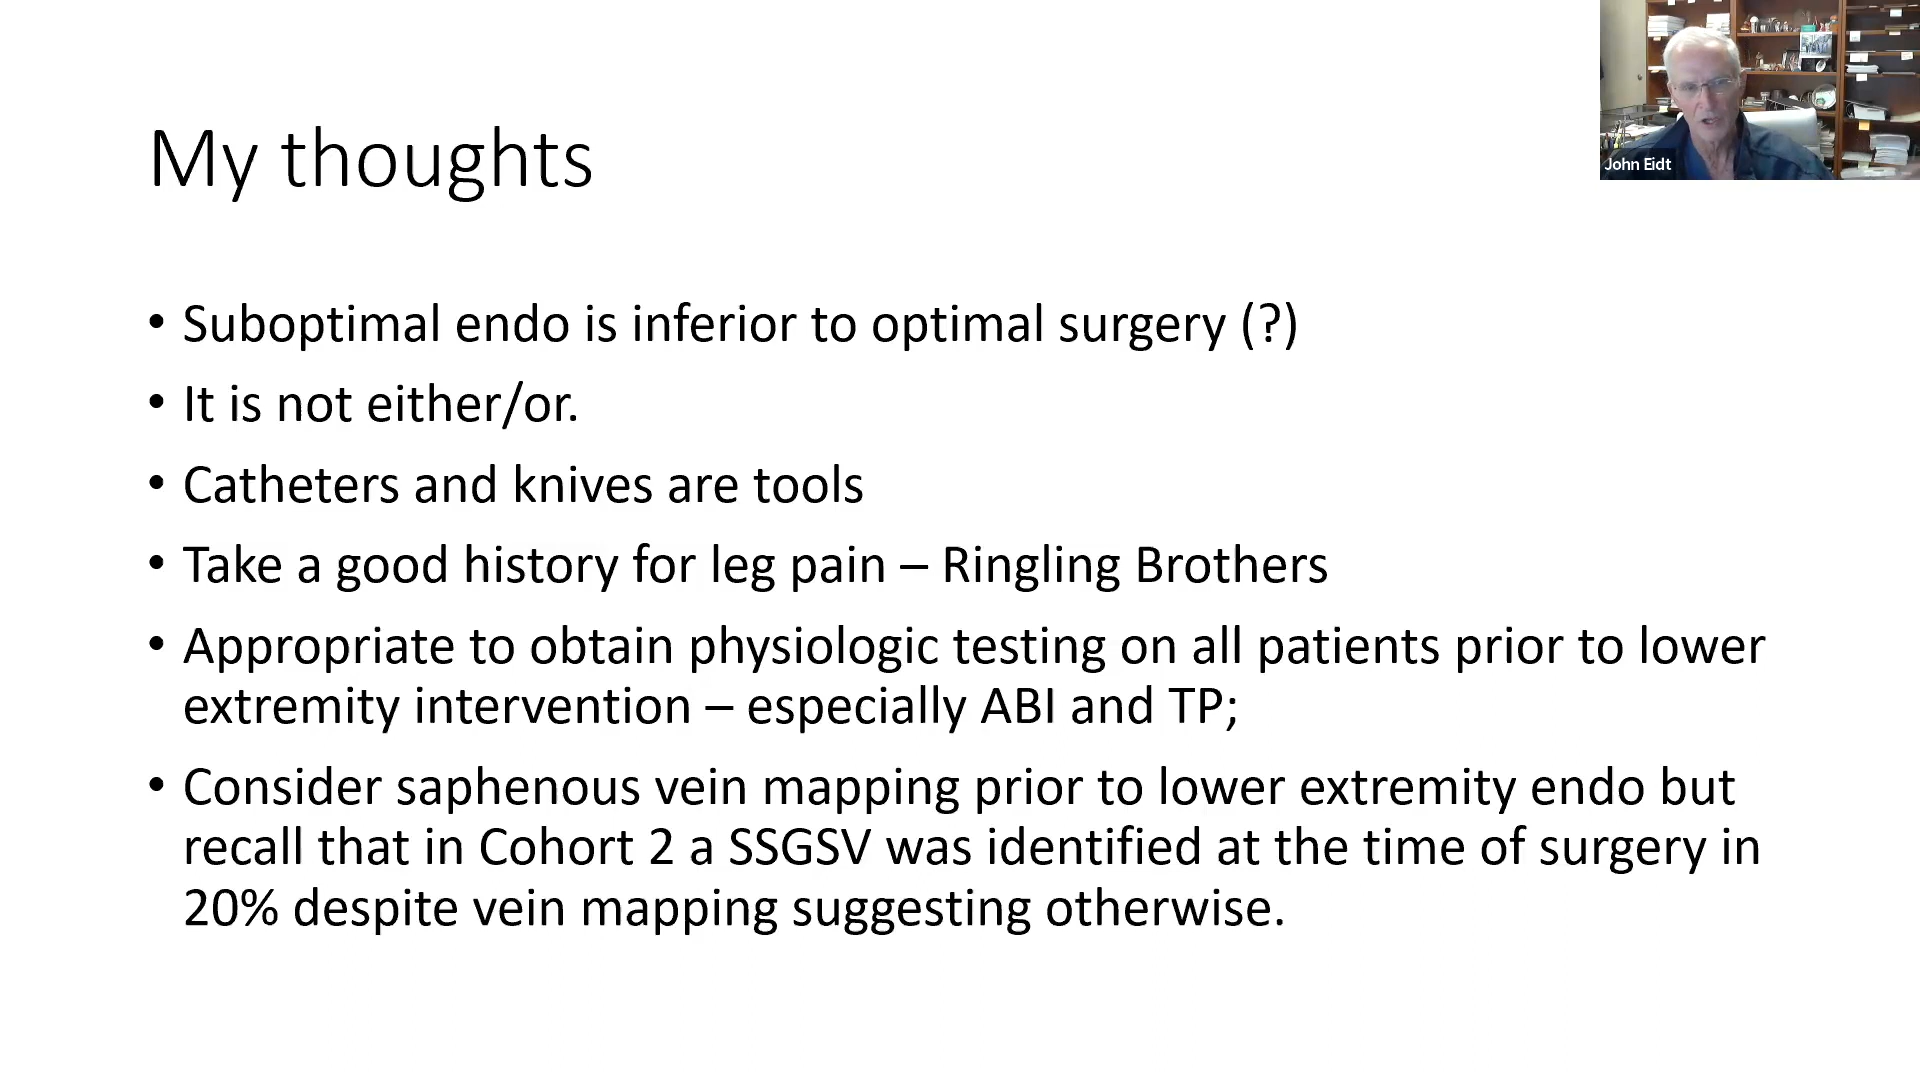 My thoughts
John Eidt
• Suboptimal endo is inferior to optimal surgery (?)
• It is not either/or.
• Catheters and knives are tools
• Take a good history for leg pain – Ringling Brothers
• Appropriate to obtain physiologic testing on all patients prior to lower
extremity intervention – especially ABI and TP;
• Consider saphenous vein mapping prior to lower extremity endo but
recall that in Cohort 2 a SSGSV was identified at the time of surgery in
20% despite vein mapping suggesting otherwise.